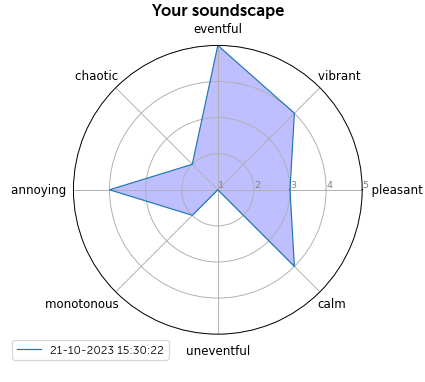 Your soundscape
eventful
chaotic
vibrant
annoying
1
2
3
4
5
pleasant
monotonous
calm
uneventful
21-10-2023 15:30:22